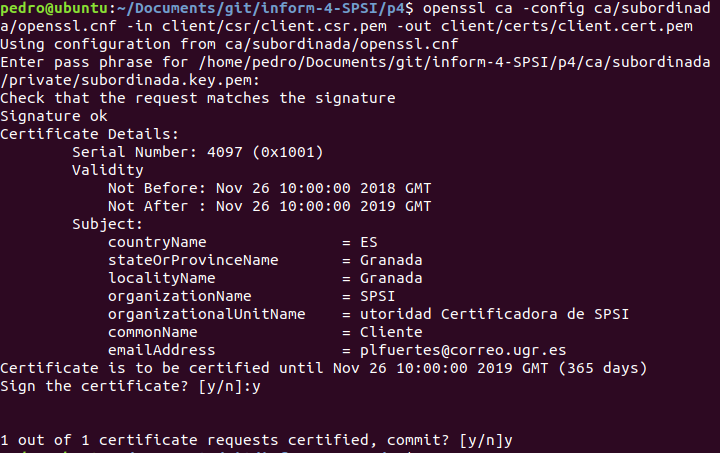 pedro@ubuntu:~/Documents/git/inform-4-SPSI/p4$ openssl ca -config ca/subordinad
a/openssl.cnf -in client/csr/client.csr.pem -out client/certs/client.cert.pem
Using configuration from ca/subordinada/openssl.cnf
Enter pass phrase for /home/pedro/Documents/git/inform-4-SPSI/p4/ca/subordinada
/private/subordinada.key.pem:
Check that the request matches the signature
Signature ok
Certificate Details:
        Serial Number: 4097 (0x1001)
        Validity
            Not Before: Nov 26 10:00:00 2018 GMT
            Not After : Nov 26 10:00:00 2019 GMT
        Subject:
            countryName               = ES
            stateOrProvinceName       = Granada
            localityName              = Granada
            organizationName          = SPSI
            organizationalUnitName    = utoridad Certificadora de SPSI
            commonName                = Cliente
            emailAddress              = plfuertes@correo.ugr.es
Certificate is to be certified until Nov 26 10:00:00 2019 GMT (365 days)
Sign the certificate? [y/n]:y
1 out of 1 certificate requests certified, commit? [y/n]y